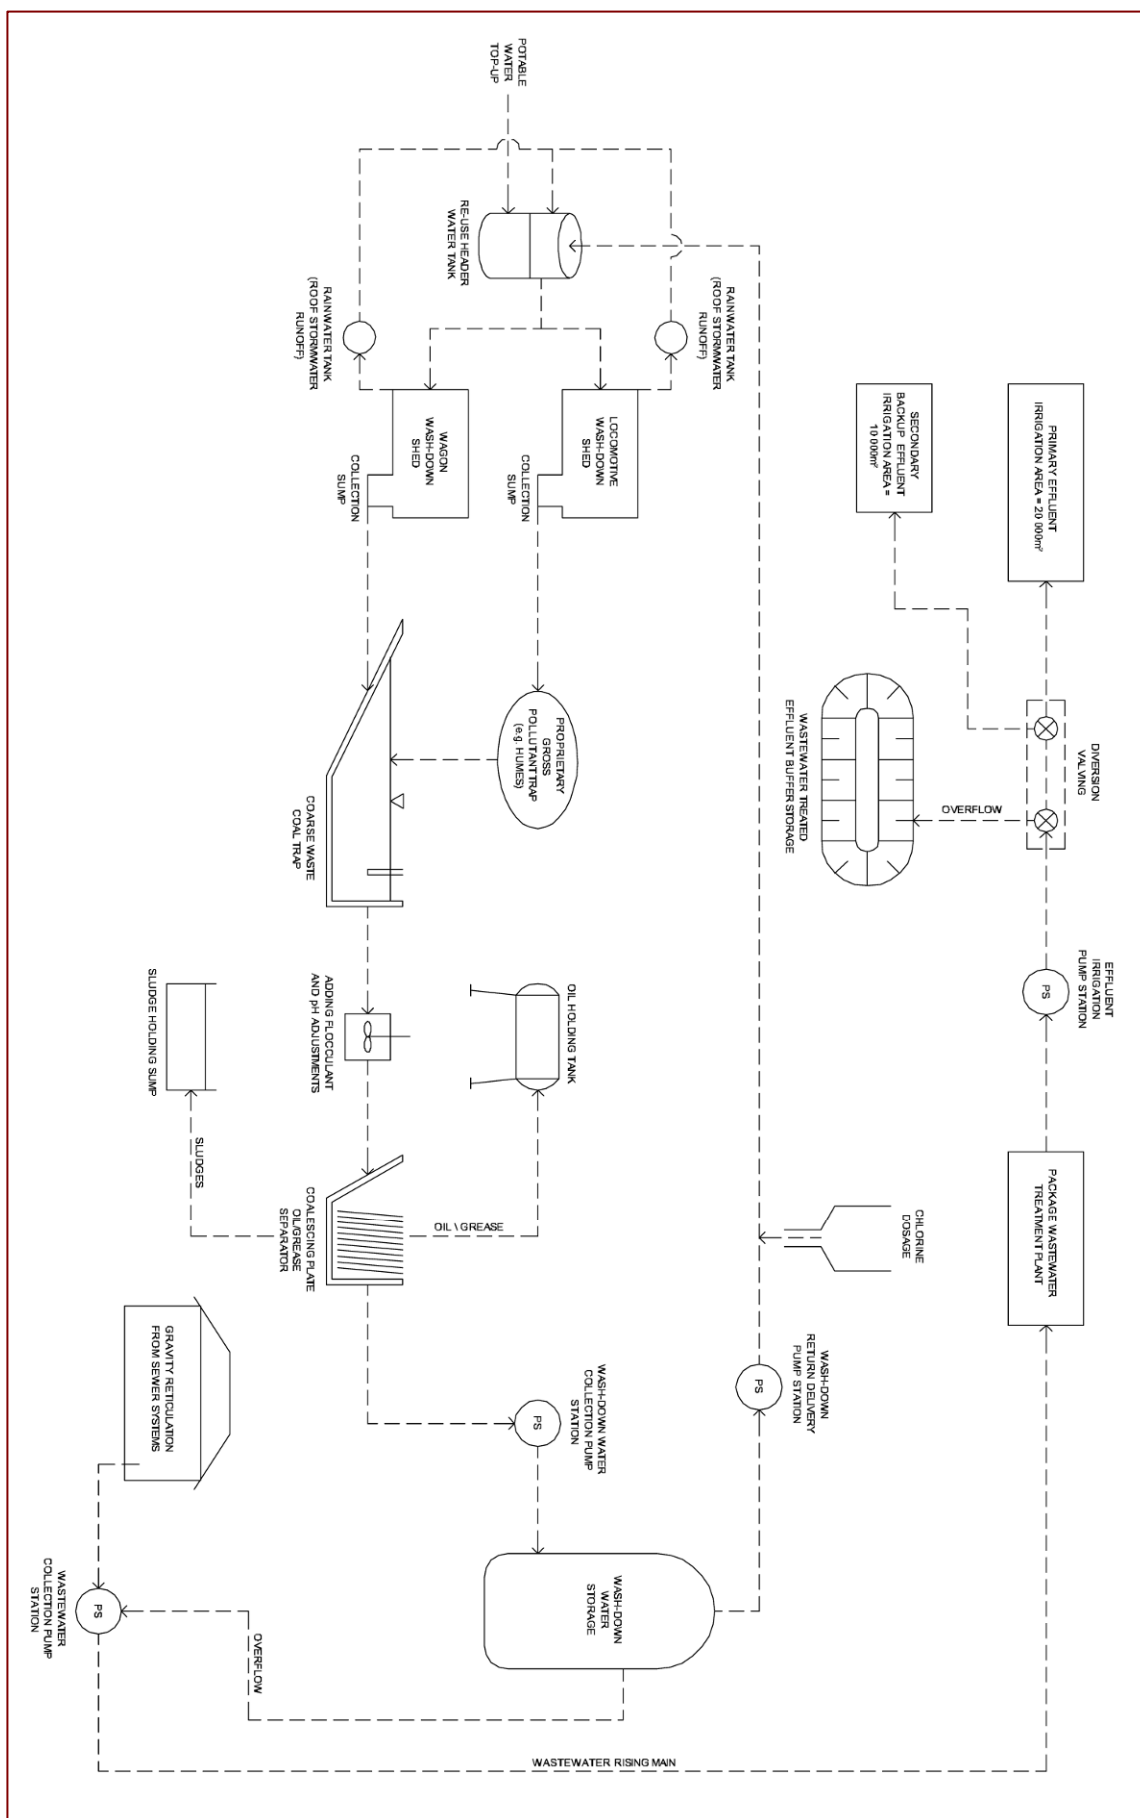 PRIMARY EFFLUENT
IRRIGATION AREA = 20 000m²
SECONDARY
BACKUP EFFLUENT
IRRIGATION AREA =
10 000m²
DIVERSION
VALVING
OVERFLOW
WASTEWATER TREATED
EFFLUENT BUFFER STORAGE
EFFLUENT
IRRIGATION
PUMP STATION
PS
PACKAGE WASTEWATER
TREATMENT PLANT
CHLORINE
DOSAGE
WASH-DOWN
RETURN DELIVERY
PUMP STATION
PS
POTABLE
WATER
TOP-UP
RE-USE HEADER
WATER TANK
RAINWATER TANK
(ROOF STORMWATER
RUNOFF)
RAINWATER TANK
(ROOF STORMWATER
RUNOFF)
LOCOMOTIVE
WASH-DOWN
SHED
COLLECTION
SUMP
WAGON
WASH-DOWN
SHED
COLLECTION
SUMP
PROPRIETARY
GROSS
POLLUTANT TRAP
(e.g. HUMES)
COARSE WASTE
COAL TRAP
OIL HOLDING TANK
ADDING FLOCCULANT
AND pH ADJUSTMENTS
SLUDGE HOLDING SUMP
SLUDGES
OIL \ GREASE
COALESCING PLATE
OIL/GREASE
SEPARATOR
WASH-DOWN WATER
COLLECTION PUMP
STATION
PS
WASH-DOWN
WATER
STORAGE
GRAVITY RETICULATION
FROM SEWER SYSTEMS
WASTEWATER
COLLECTION PUMP
STATION
PS
OVERFLOW
WASTEWATER RISING MAIN